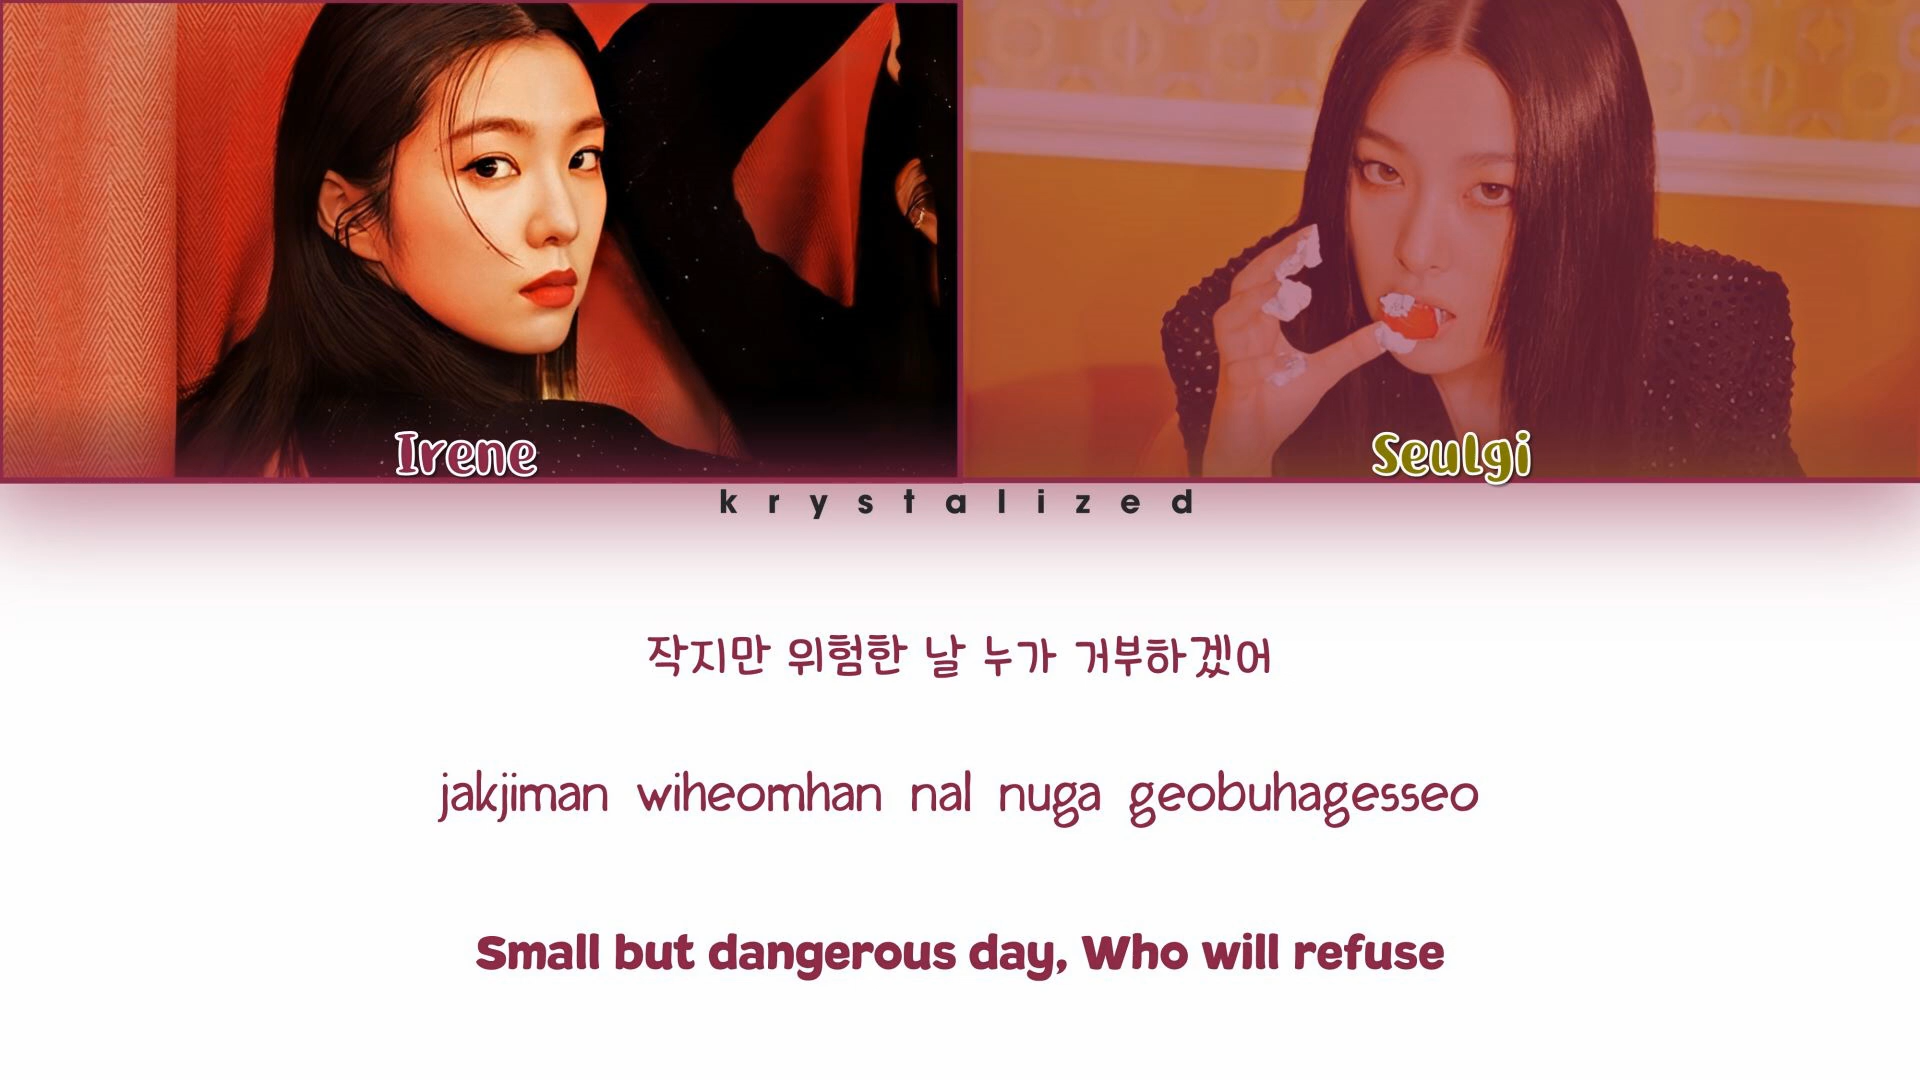 Irene
Seulgi
krystalized
작지만 위험한 날 누가 거부하겠어
jakjiman wiheomhan nal nuga geobuhagesseo
Small but dangerous day, Who will refuse